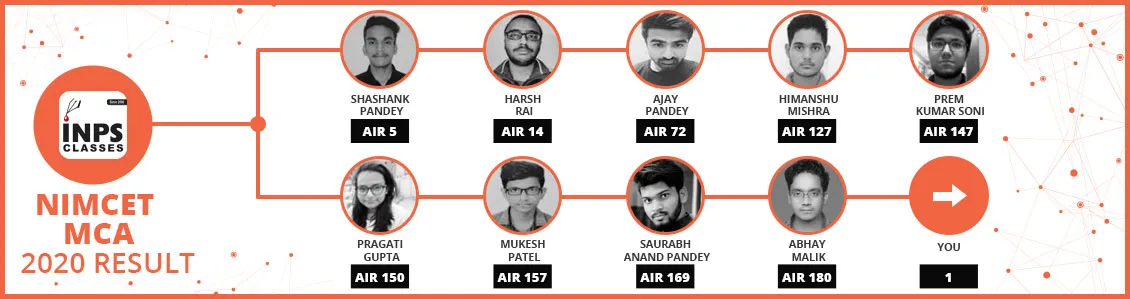 Since 2006
INPS
CLASSES
NIMCET
MCA
2020 RESULT
SHASHANK
PANDEY
AIR 5
HARSH
RAI
AIR 14
AJAY
PANDEY
AIR 72
HIMANSHU
MISHRA
AIR 127
PREM
KUMAR SONI
AIR 147
PRAGATI
GUPTA
AIR 150
MUKESH
PATEL
AIR 157
SAURABH
ANAND PANDEY
AIR 169
ABHAY
MALIK
AIR 180
YOU
1